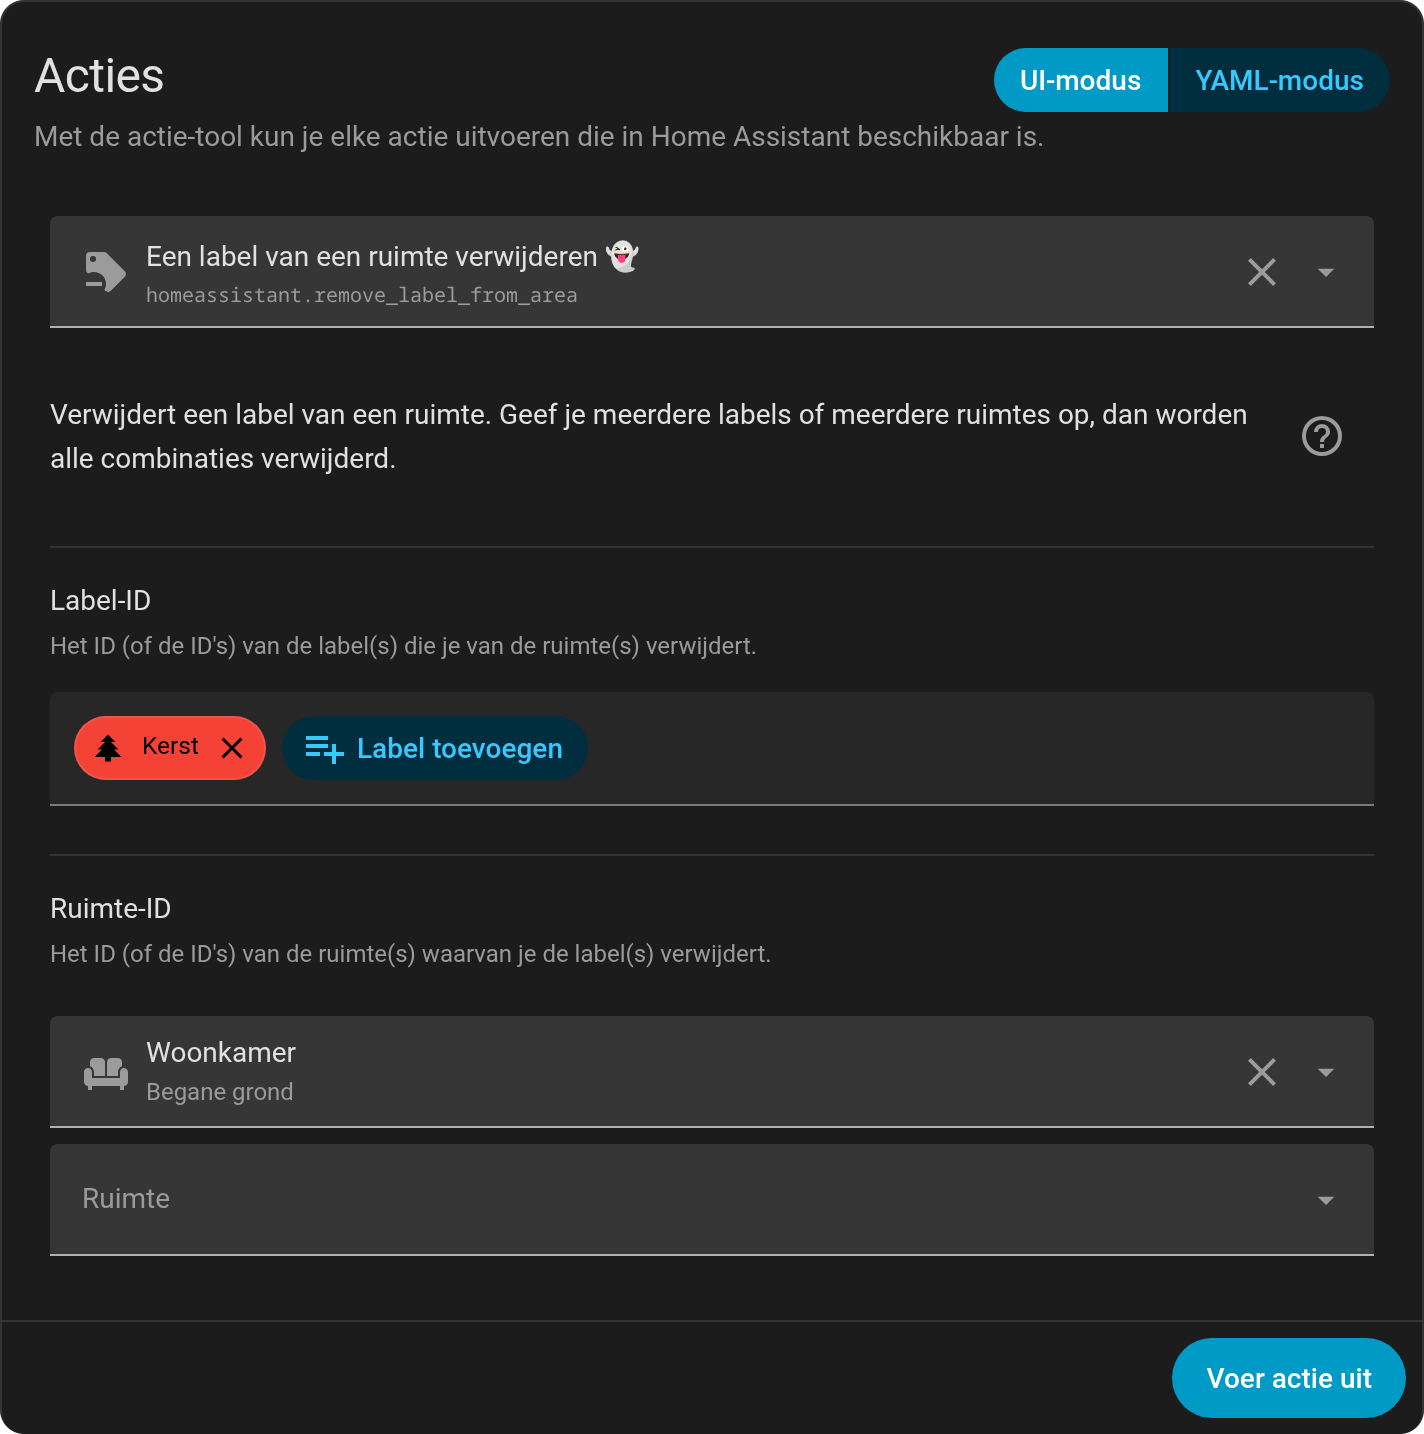 Acties
UI-modus
YAML-modus
Met de actie-tool kun je elke actie uitvoeren die in Home Assistant beschikbaar is.
Een label van een ruimte verwijderen 👻
homeassistant.remove_label_from_area
Verwijdert een label van een ruimte. Geef je meerdere labels of meerdere ruimtes op, dan worden
alle combinaties verwijderd.
Label-ID
Het ID (of de ID's) van de label(s) die je van de ruimte(s) verwijdert.
Kerst
Label toevoegen
Ruimte-ID
Het ID (of de ID's) van de ruimte(s) waarvan je de label(s) verwijdert.
Woonkamer
Begane grond
Ruimte
Voer actie uit